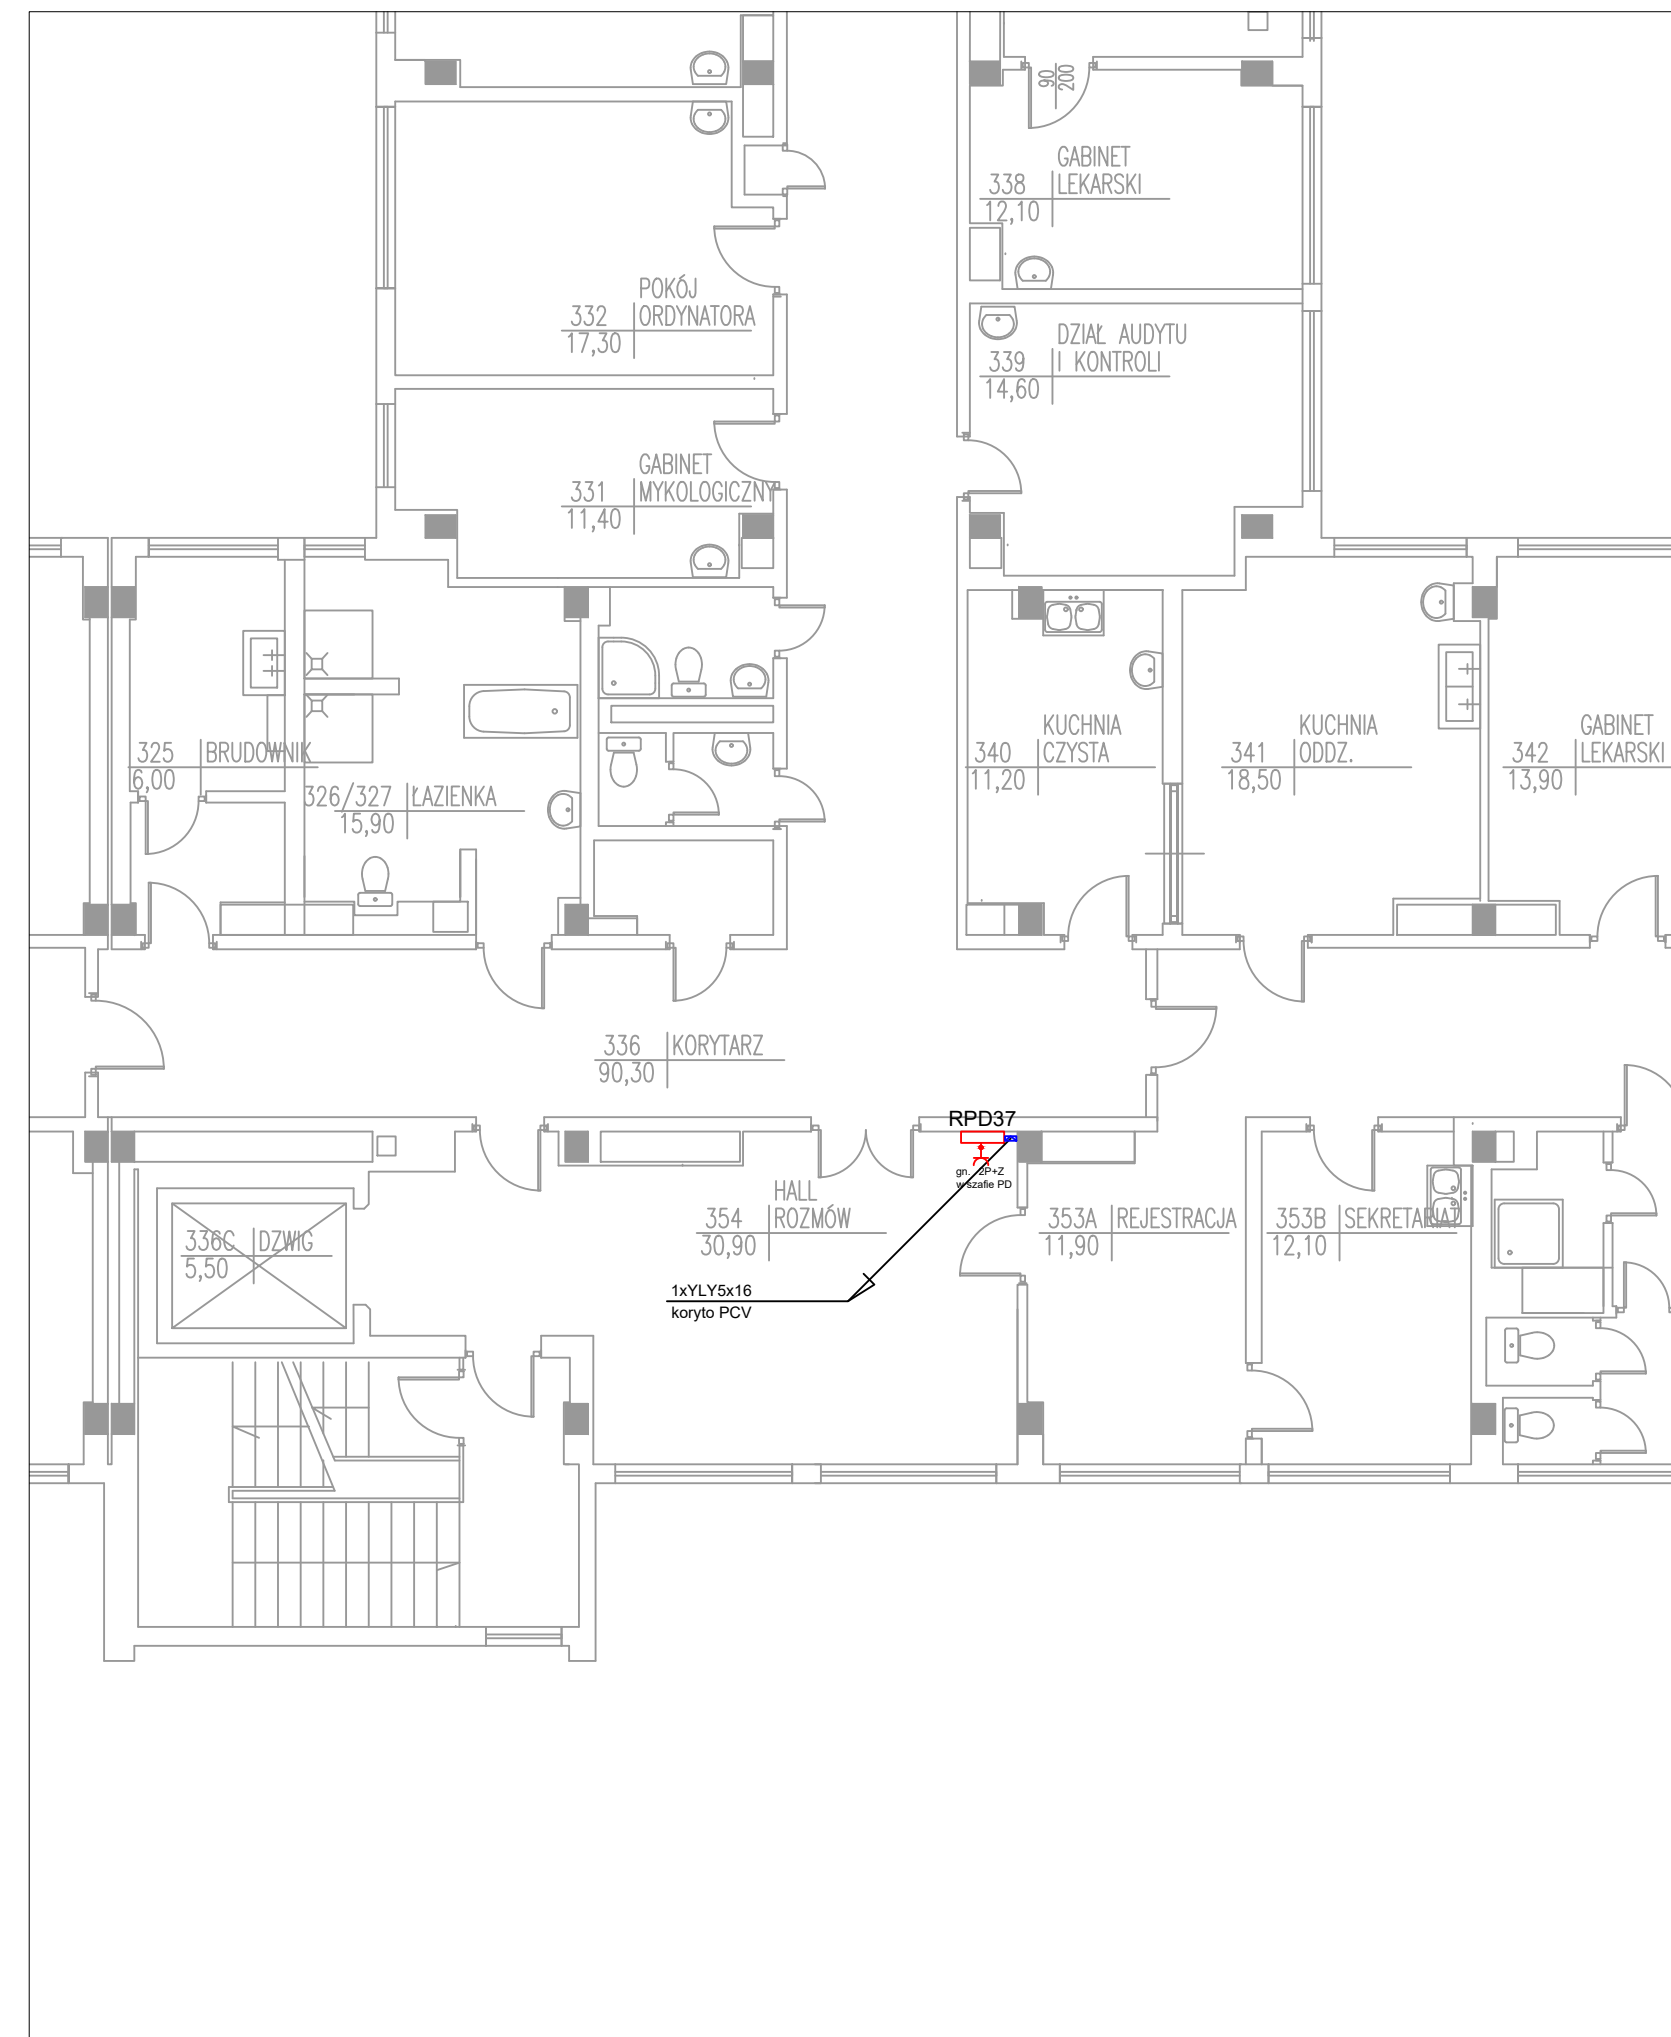 90
200
GABINET
338 LEKARSKI
12,10
POKÓJ
332 ORDYNATORA
17,30
DZIAŁ AUDYTU
339 I KONTROLI
14,60
GABINET
331 MYKOLOGICZNY
11,40
325 BRUDOWNIK
6,00
326/327 ŁAZIENKA
15,90
KUCHNIA
340 CZYSTA
11,20
KUCHNIA
341 ODDZ.
18,50
GABINET
342 LEKARSKI
13,90
336 KORYTARZ
90,30
RPD37
gn. 2P+Z
w szafie PD
HALL
354 ROZMÓW
30,90
353A REJESTRACJA
11,90
353B SEKRETARIAT
12,10
336C DZWIG
5,50
1xYLY5x16
koryto PCV